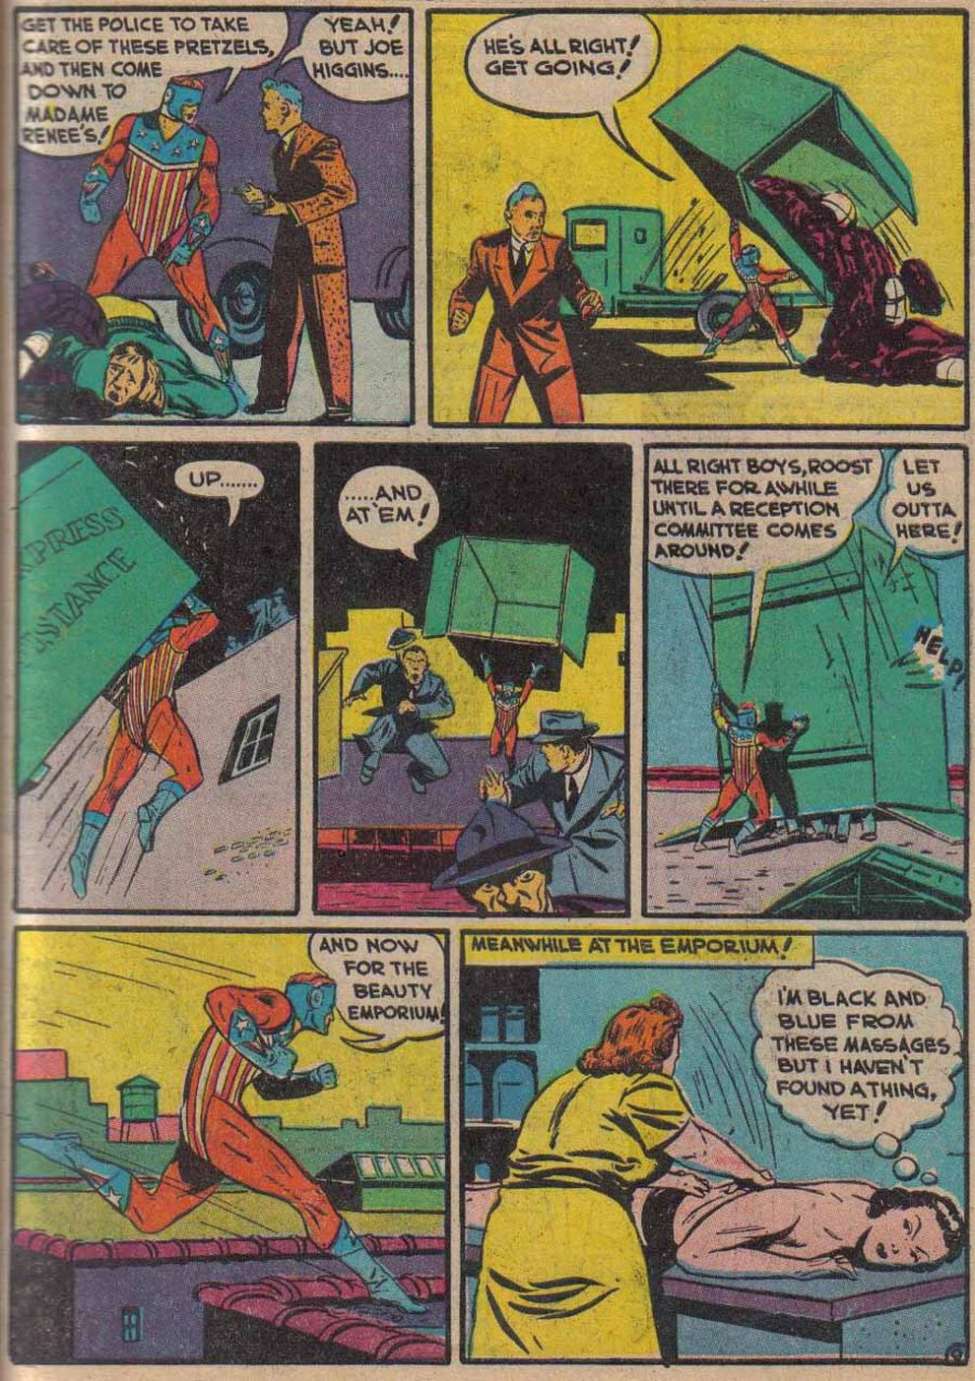 GET THE POLICE TO TAKE
CARE OF THESE PRETZELS,
AND THEN COME
DOWN TO
MADAME
RENEE'S!
YEAH!
BUT JOE
HIGGINS....
HE'S ALL RIGHT!
GET GOING!
UP.......
PRESS
STANCE
.....AND
AT 'EM!
ALL RIGHT BOYS, ROOST
THERE FOR AWHILE
UNTIL A RECEPTION
COMMITTEE COMES
AROUND!
LET
US
OUTTA
HERE!
HELP!
AND NOW
FOR THE
BEAUTY
EMPORIUM!
MEANWHILE AT THE EMPORIUM!
I'M BLACK AND
BLUE FROM
THESE MASSAGES
BUT I HAVEN'T
FOUND A THING,
YET!